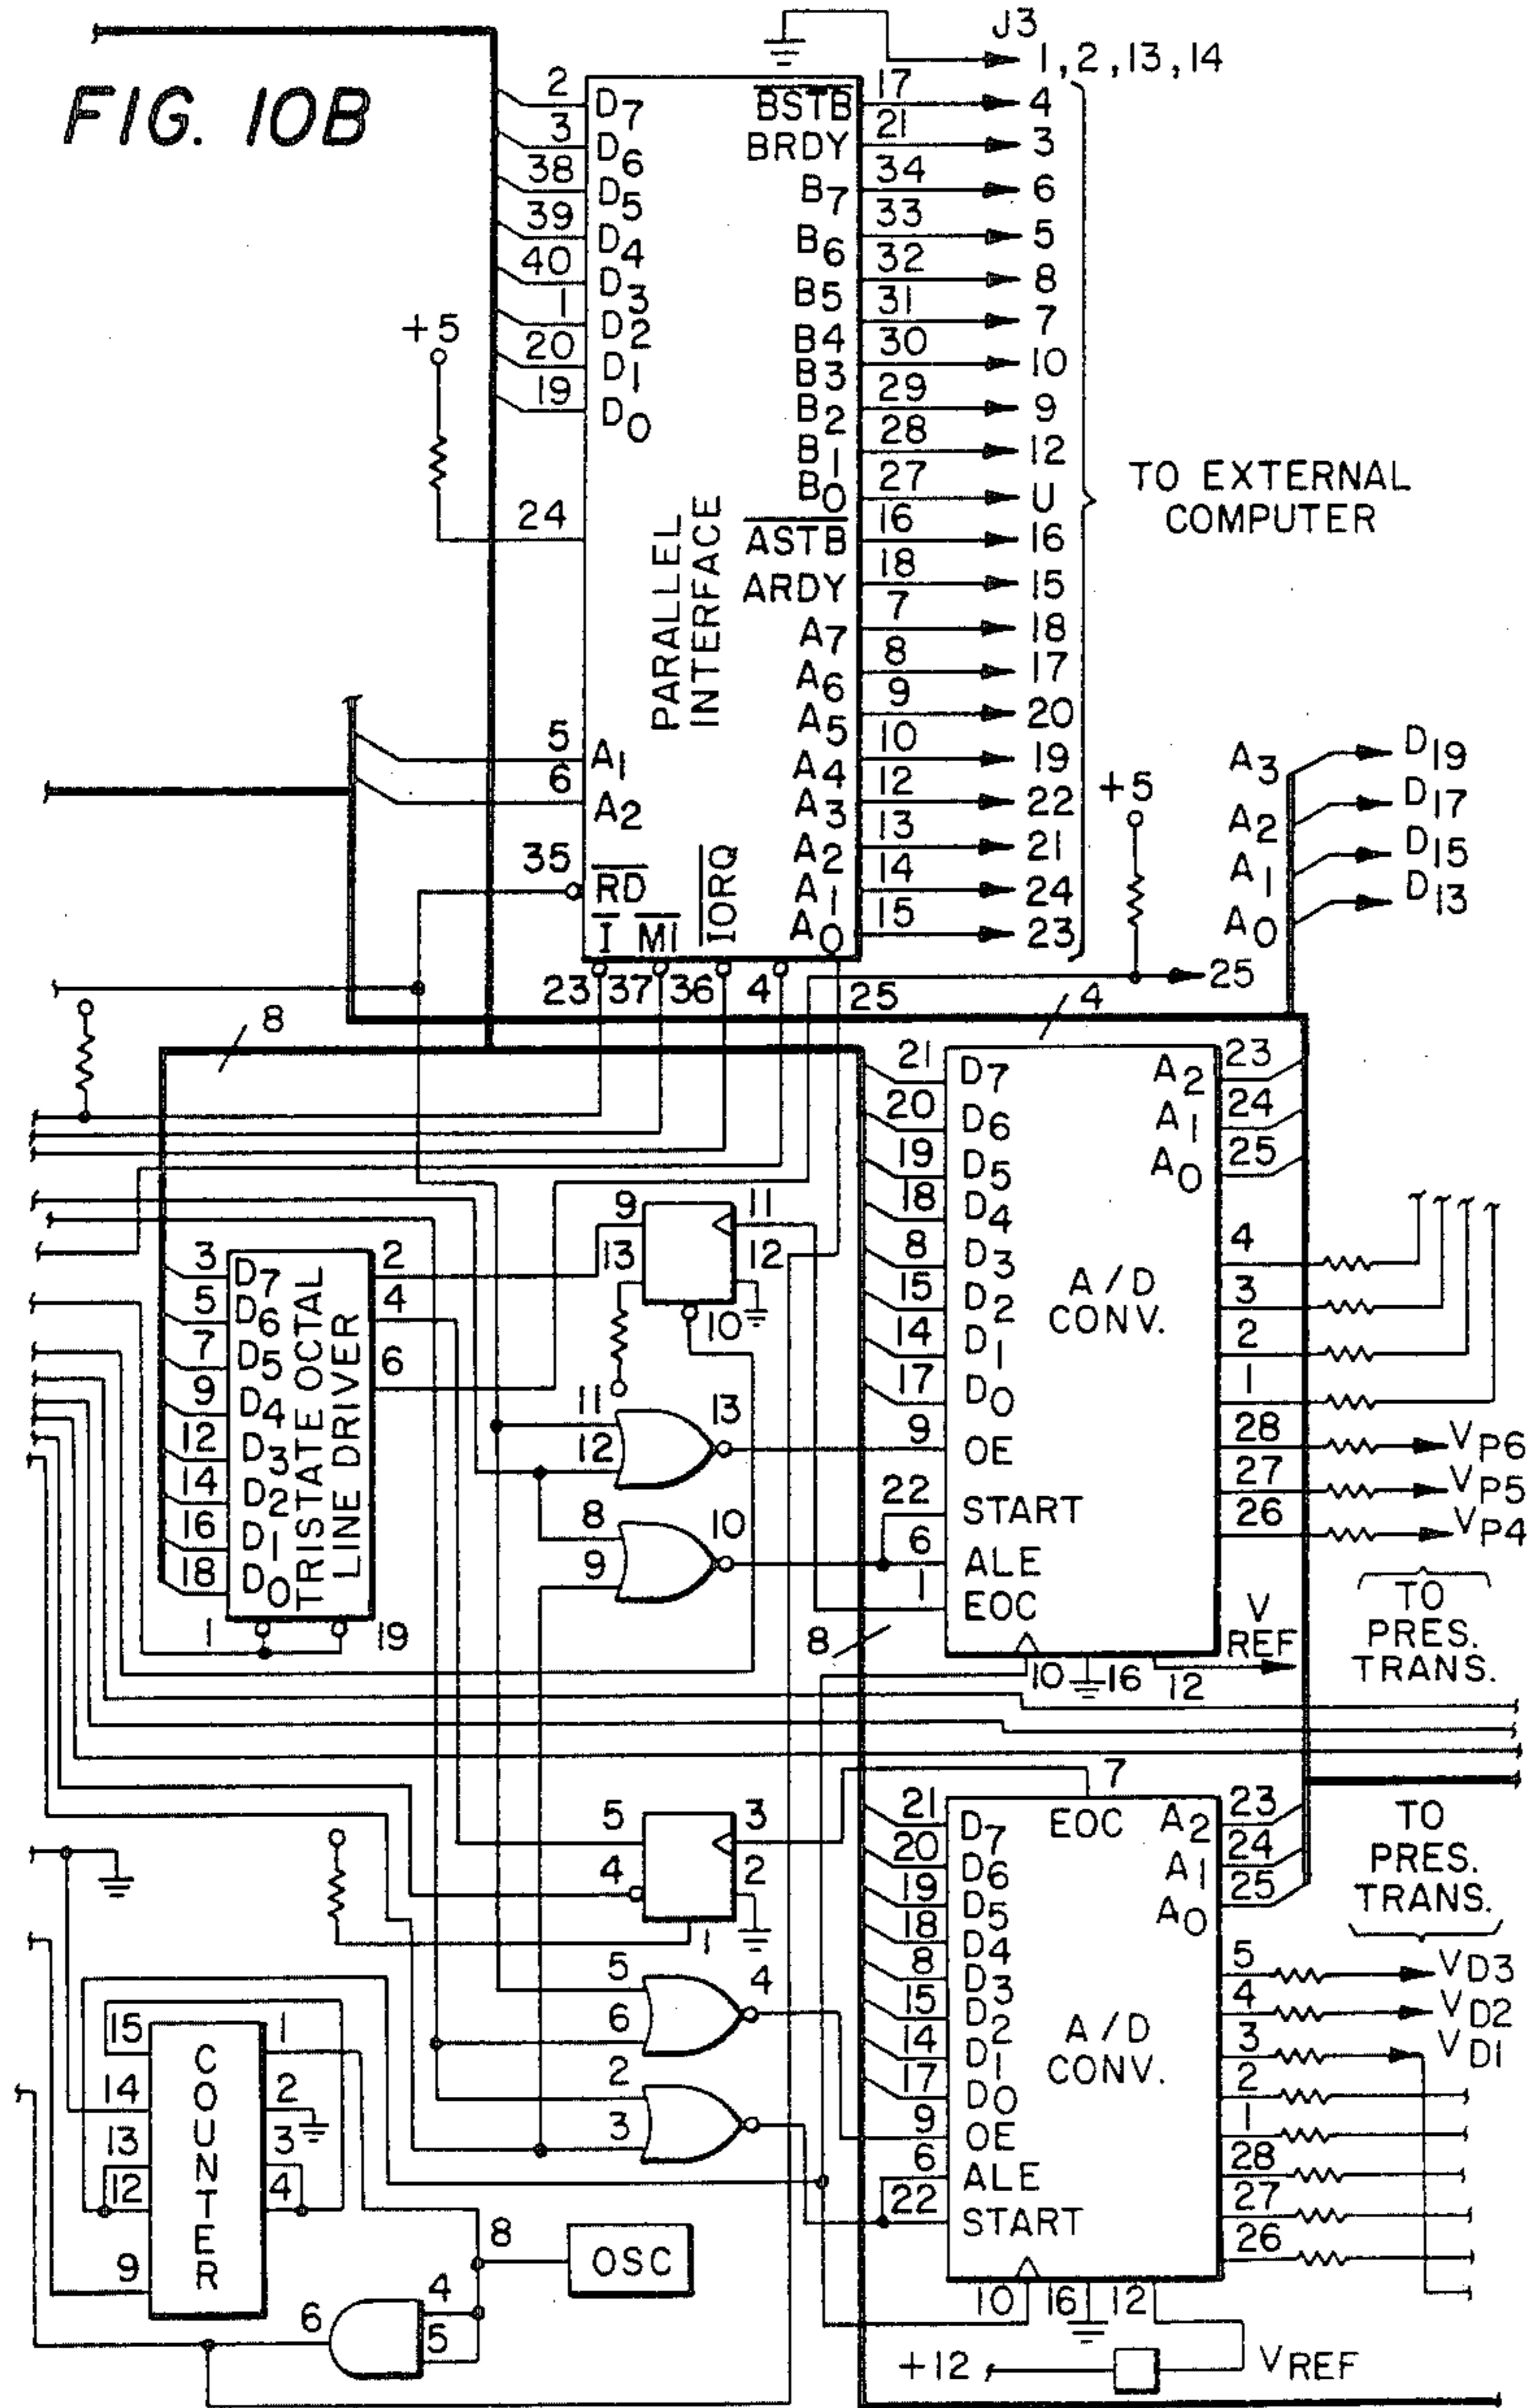 FIG. 10B
J3
1, 2, 13, 14
2 D7
3 D6
38 D5
39 D4
40 D3
1 D2
20 D1
19 D0
+5
24
5 A1
6 A2
35 RD
I MI IORQ
23 37 36 4 25
PARALLEL
INTERFACE
BSTB 17 4
BRDY 21 3
B7 34 6
B6 33 5
B5 32 8
B4 31 7
B3 30 10
B2 29 9
B1 28 12
B0 27 U
ASTB 16 16
ARDY 18 15
A7 7 18
A6 8 17
A5 9 20
A4 10 19
A3 12 22
A2 13 21
A1 14 24
A0 15 23
TO EXTERNAL
COMPUTER
+5
25
A3 D19
A2 D17
A1 D15
A0 D13
8
4
3 D7
5 D6
7 D5
9 D4
12 D3
14 D2
16 D1
18 D0
TRISTATE OCTAL
LINE DRIVER
2
4
6
1 19
9 11
13 12
10
11
12
13
8
9
10
21 D7
20 D6
19 D5
18 D4
8 D3
15 D2
14 D1
17 D0
9 OE
22 START
6 ALE
1 EOC
A/D
CONV.
A2 23
A1 24
A0 25
4
3
2
1
28 VP6
27 VP5
26 VP4
TO
PRES.
TRANS.
V
REF
10 16 12
8
5 3
4 2
1
5
6
4
2
3
7
EOC
21 D7
20 D6
19 D5
18 D4
8 D3
15 D2
14 D1
17 D0
9 OE
6 ALE
22 START
A/D
CONV.
A2 23
A1 24
A0 25
TO
PRES.
TRANS.
5 VD3
4 VD2
3 VD1
2
1
28
27
26
10 16 12
+12
VREF
COUNTER
15 1
14 2
13 3
12 4
9
8
OSC
4
5
6